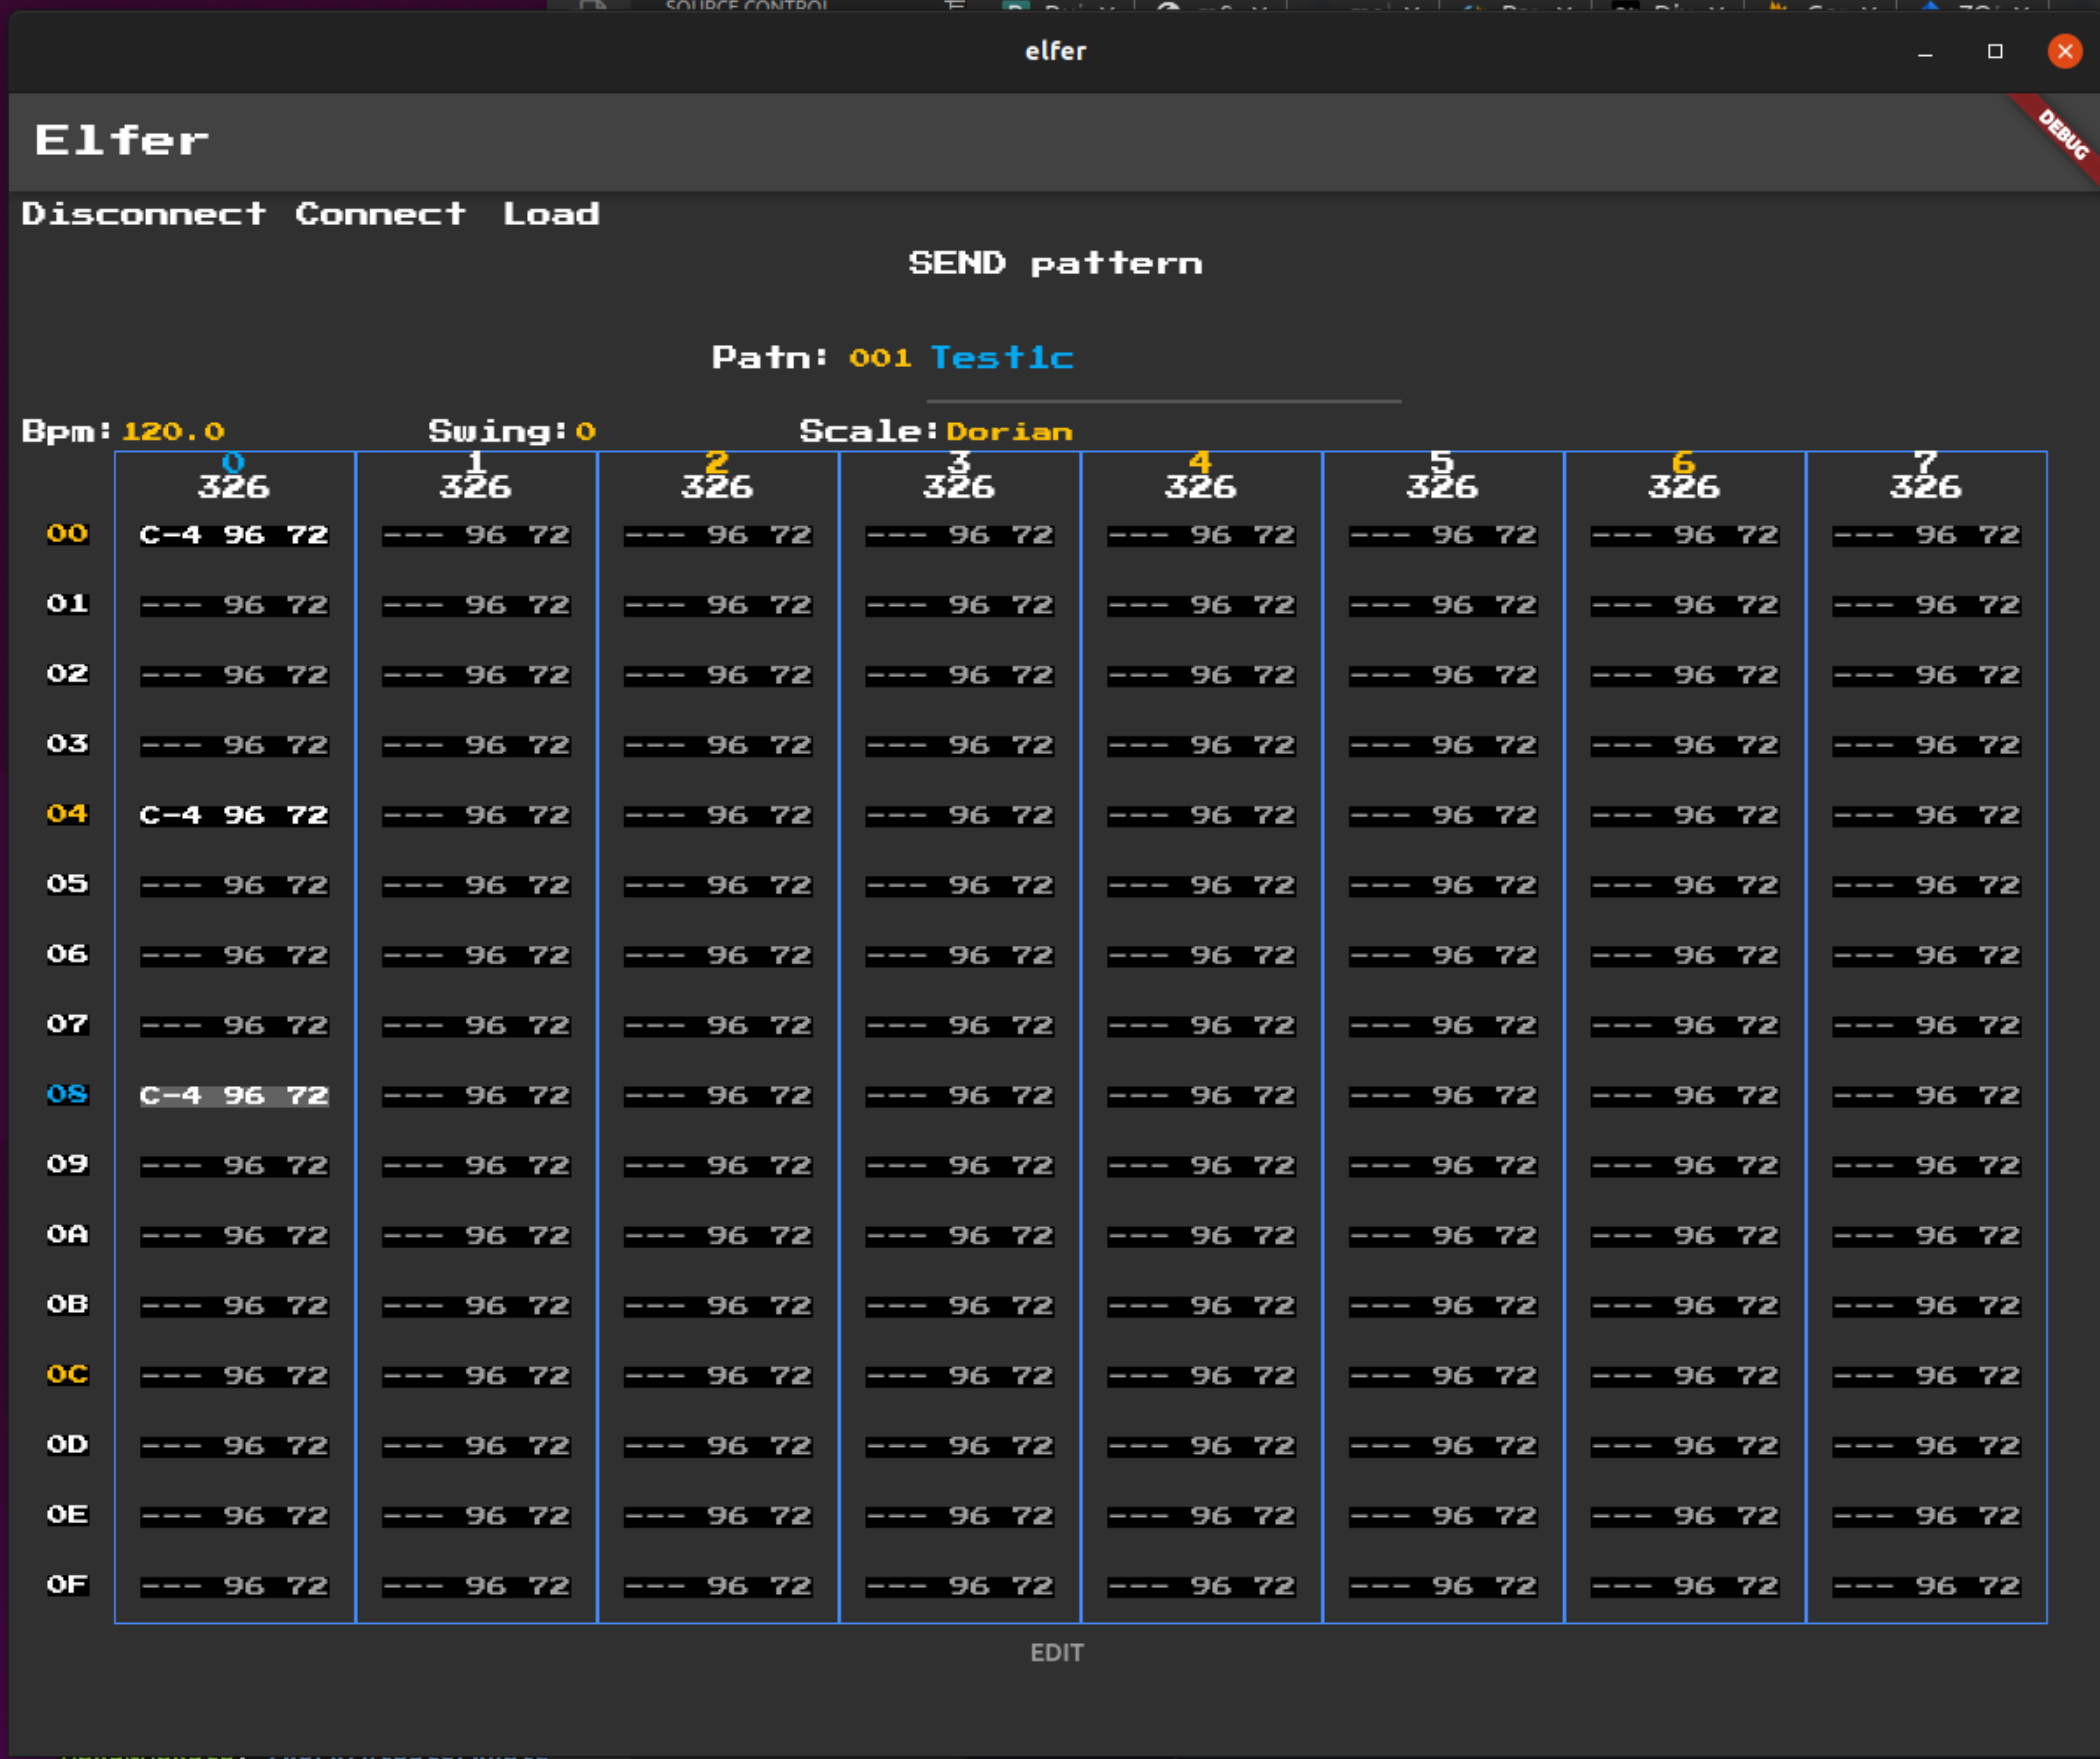 SOURCE CONTROL
elfer
Elfer
DEBUG
Disconnect Connect Load
SEND pattern
Patn: 001 Test1c
Bpm:120.0 Swing:0 Scale:Dorian
0 1 2 3 4 5 6 7
326 326 326 326 326 326 326 326
00 C-4 96 72 --- 96 72 --- 96 72 --- 96 72 --- 96 72 --- 96 72 --- 96 72 --- 96 72
01 --- 96 72 --- 96 72 --- 96 72 --- 96 72 --- 96 72 --- 96 72 --- 96 72 --- 96 72
02 --- 96 72 --- 96 72 --- 96 72 --- 96 72 --- 96 72 --- 96 72 --- 96 72 --- 96 72
03 --- 96 72 --- 96 72 --- 96 72 --- 96 72 --- 96 72 --- 96 72 --- 96 72 --- 96 72
04 C-4 96 72 --- 96 72 --- 96 72 --- 96 72 --- 96 72 --- 96 72 --- 96 72 --- 96 72
05 --- 96 72 --- 96 72 --- 96 72 --- 96 72 --- 96 72 --- 96 72 --- 96 72 --- 96 72
06 --- 96 72 --- 96 72 --- 96 72 --- 96 72 --- 96 72 --- 96 72 --- 96 72 --- 96 72
07 --- 96 72 --- 96 72 --- 96 72 --- 96 72 --- 96 72 --- 96 72 --- 96 72 --- 96 72
08 C-4 96 72 --- 96 72 --- 96 72 --- 96 72 --- 96 72 --- 96 72 --- 96 72 --- 96 72
09 --- 96 72 --- 96 72 --- 96 72 --- 96 72 --- 96 72 --- 96 72 --- 96 72 --- 96 72
0A --- 96 72 --- 96 72 --- 96 72 --- 96 72 --- 96 72 --- 96 72 --- 96 72 --- 96 72
0B --- 96 72 --- 96 72 --- 96 72 --- 96 72 --- 96 72 --- 96 72 --- 96 72 --- 96 72
0C --- 96 72 --- 96 72 --- 96 72 --- 96 72 --- 96 72 --- 96 72 --- 96 72 --- 96 72
0D --- 96 72 --- 96 72 --- 96 72 --- 96 72 --- 96 72 --- 96 72 --- 96 72 --- 96 72
0E --- 96 72 --- 96 72 --- 96 72 --- 96 72 --- 96 72 --- 96 72 --- 96 72 --- 96 72
0F --- 96 72 --- 96 72 --- 96 72 --- 96 72 --- 96 72 --- 96 72 --- 96 72 --- 96 72
EDIT